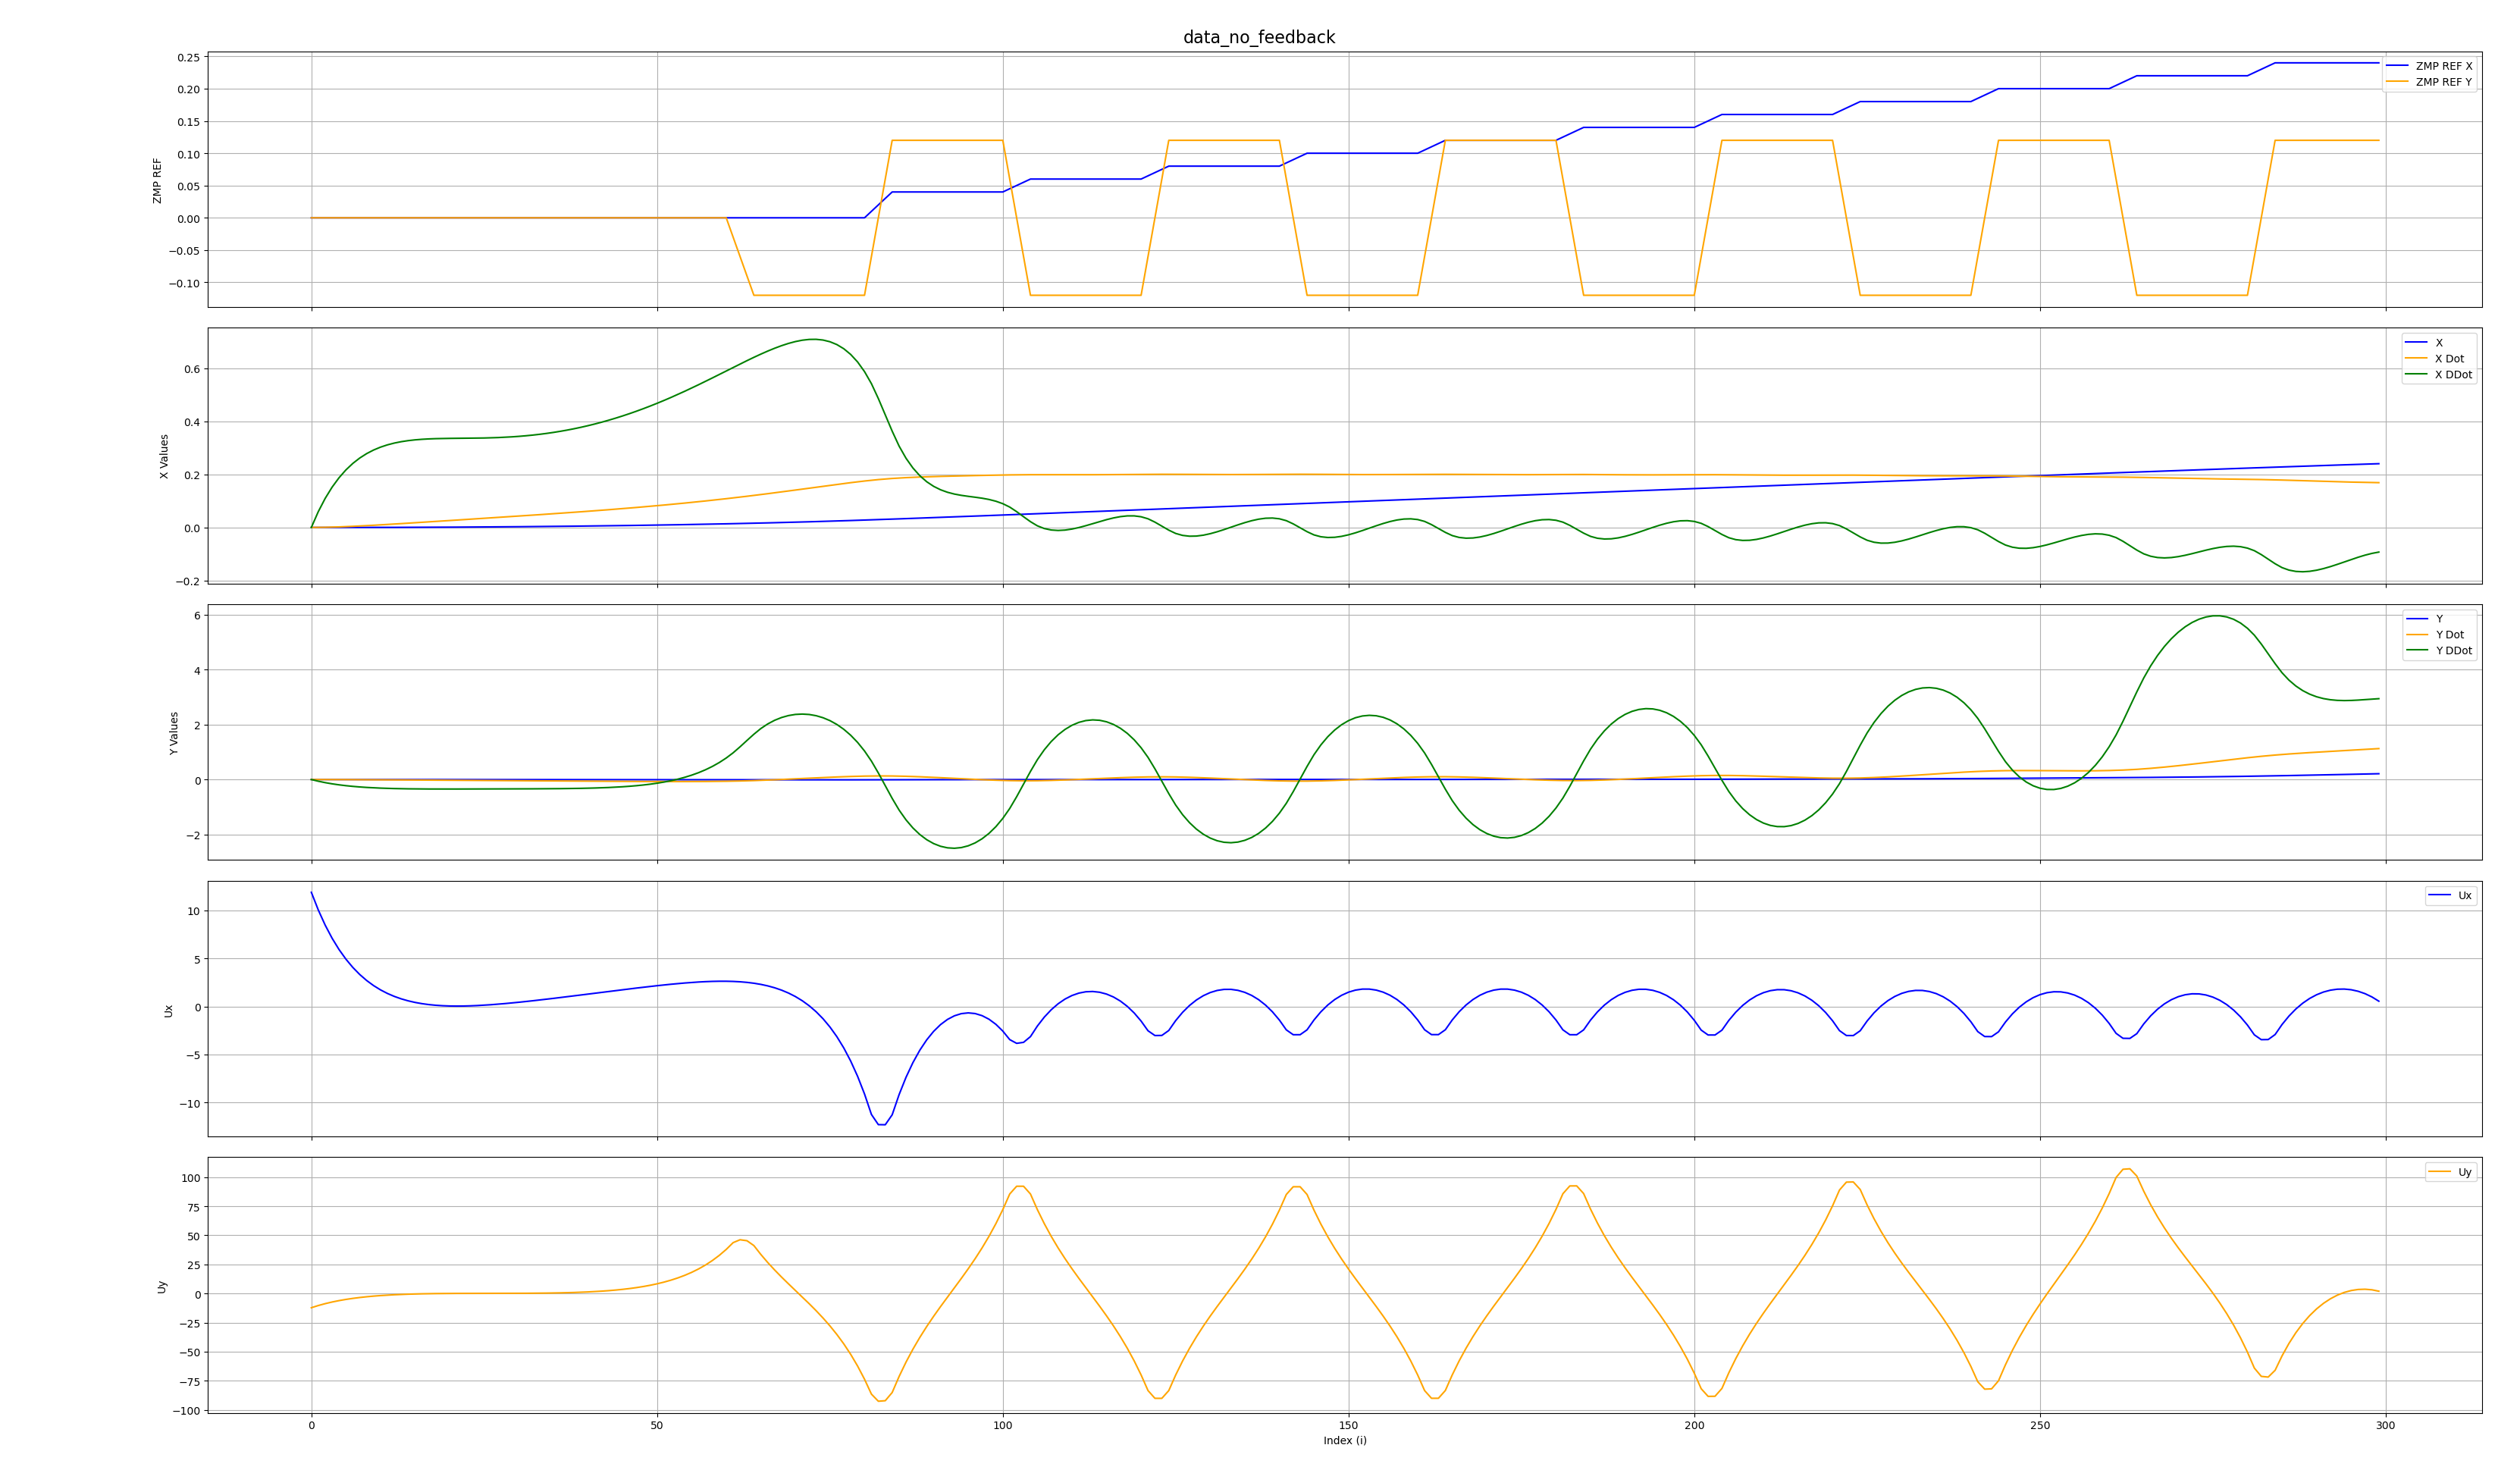 data_no_feedback
0.25
0.20
0.15
0.10
0.05
0.00
−0.05
−0.10
ZMP REF
ZMP REF X
ZMP REF Y
0.6
0.4
0.2
0.0
−0.2
X Values
X
X Dot
X DDot
6
4
2
0
−2
Y Values
Y
Y Dot
Y DDot
10
5
0
−5
−10
Ux
Ux
100
75
50
25
0
−25
−50
−75
−100
Uy
Uy
0
50
100
150
200
250
300
Index (i)